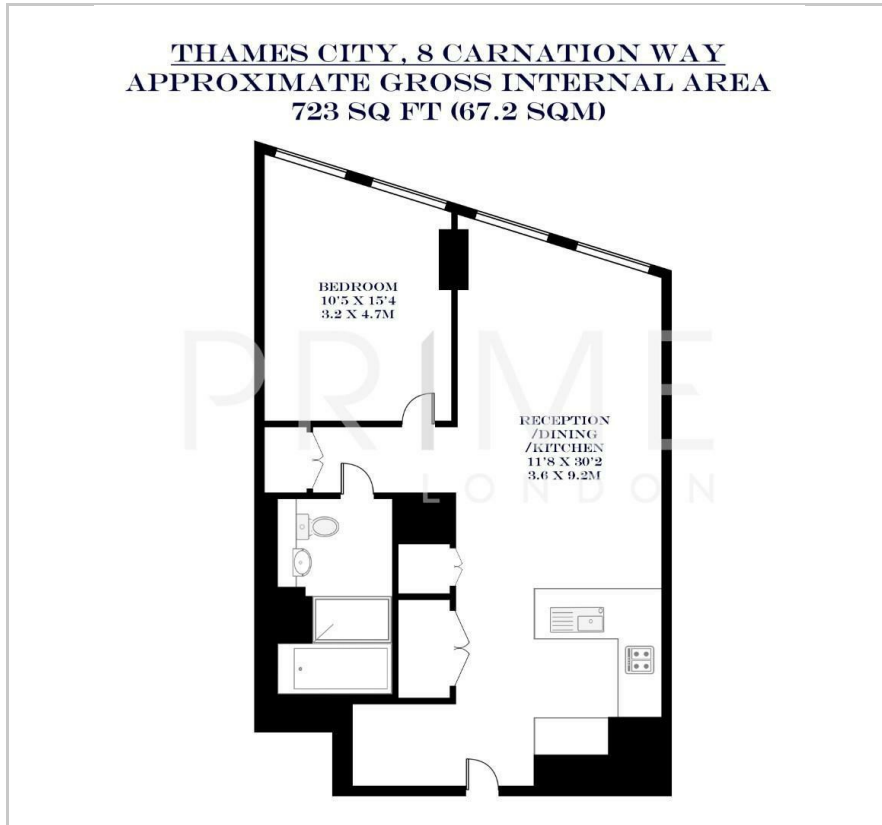 THAMES CITY, 8 CARNATION WAY
APPROXIMATE GROSS INTERNAL AREA
723 SQ FT (67.2 SQM)
BEDROOM
10'5 X 15'4
3.2 X 4.7M
PRIME
LONDON
RECEPTION
/DINING
/KITCHEN
11'8 X 30'2
3.6 X 9.2M